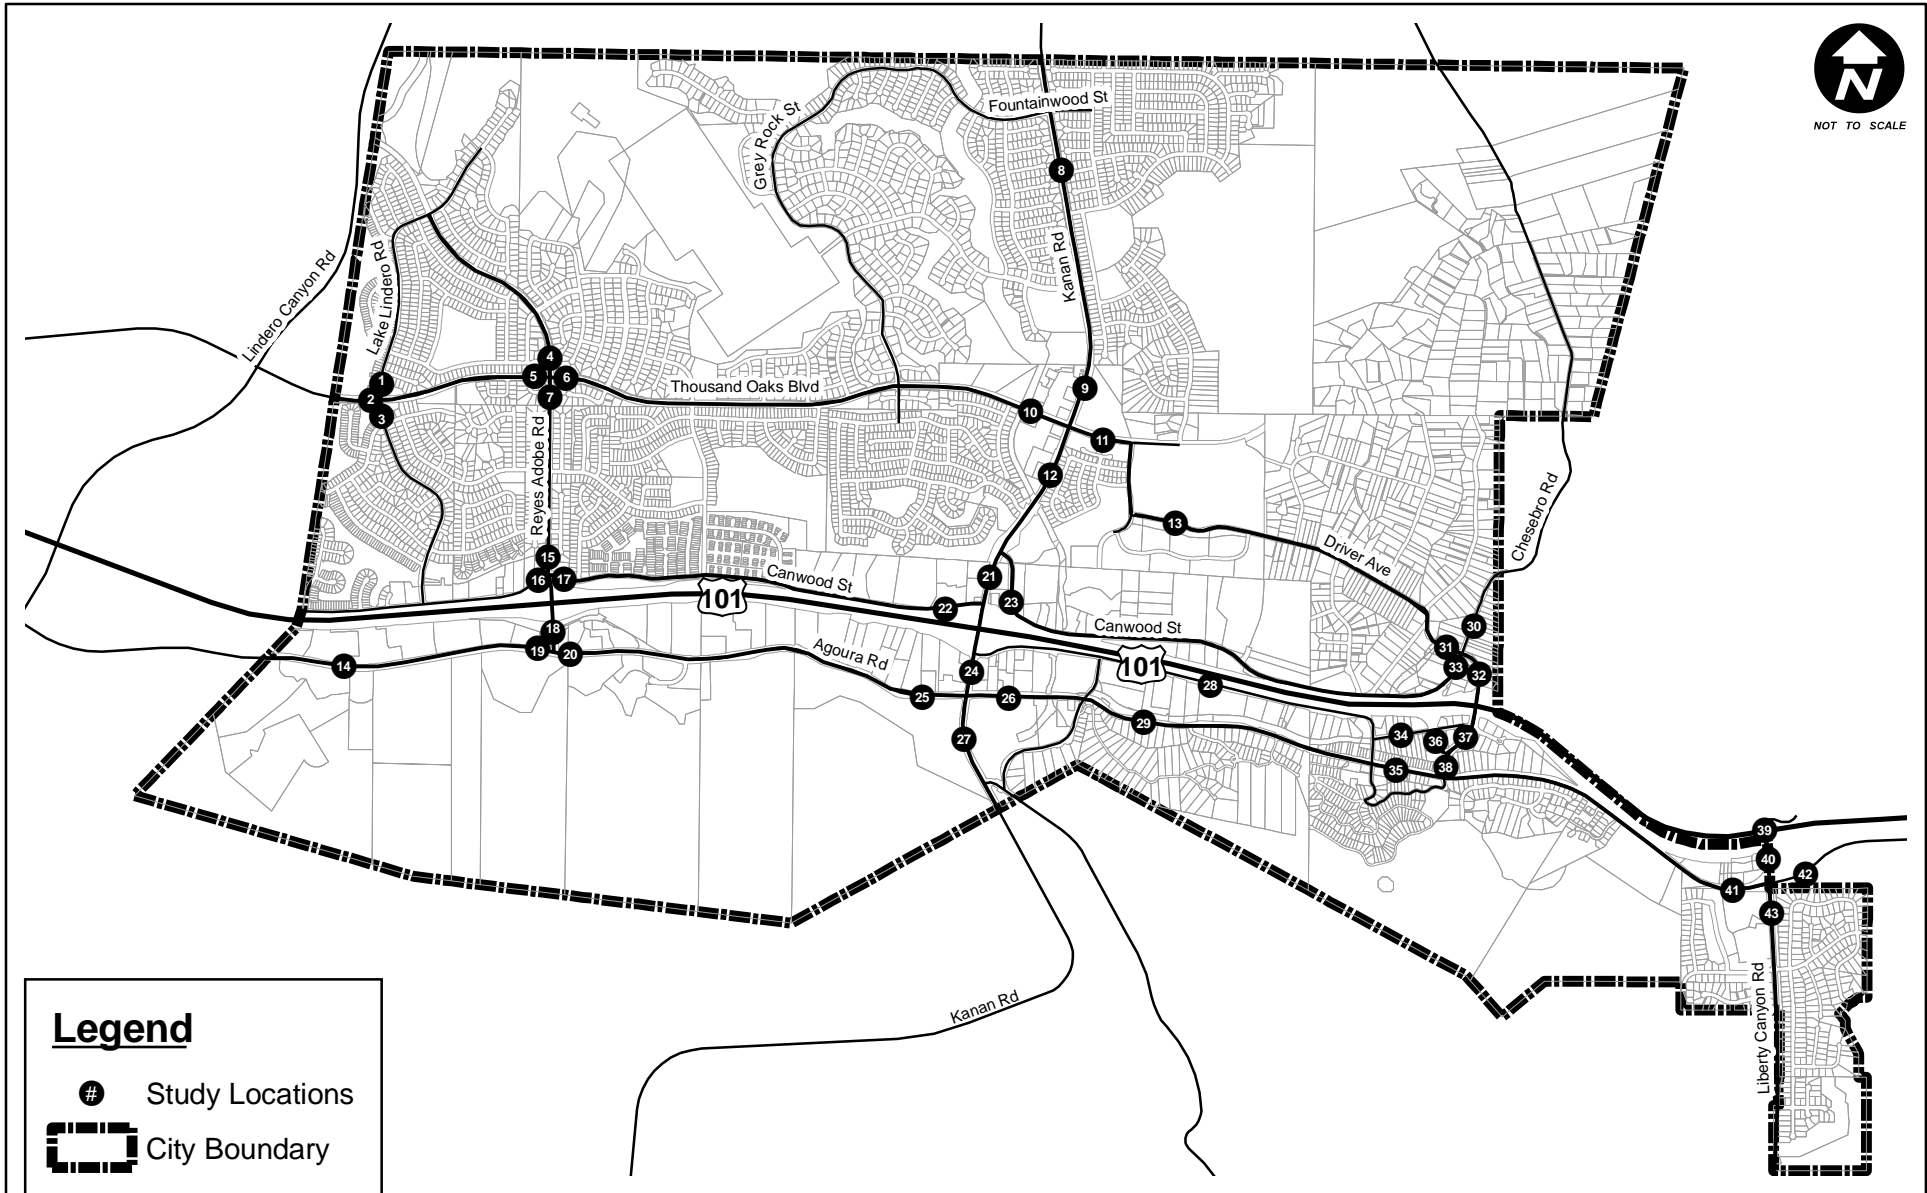 N
NOT TO SCALE
Fountainwood St
Grey Rock St
8
Kanan Rd
Lindero Canyon Rd
Lake Lindero Rd
1
2
3
4
5
6
7
Thousand Oaks Blvd
9
10
11
12
Reyes Adobe Rd
13
Driver Ave
Chesebro Rd
15
16
17
Canwood St
101
21
22
23
Canwood St
101
14
18
19
20
Agoura Rd
24
25
26
27
28
29
30
31
32
33
34
35
36
37
38
39
40
41
42
43
Kanan Rd
Liberty Canyon Rd
Legend
# Study Locations
City Boundary